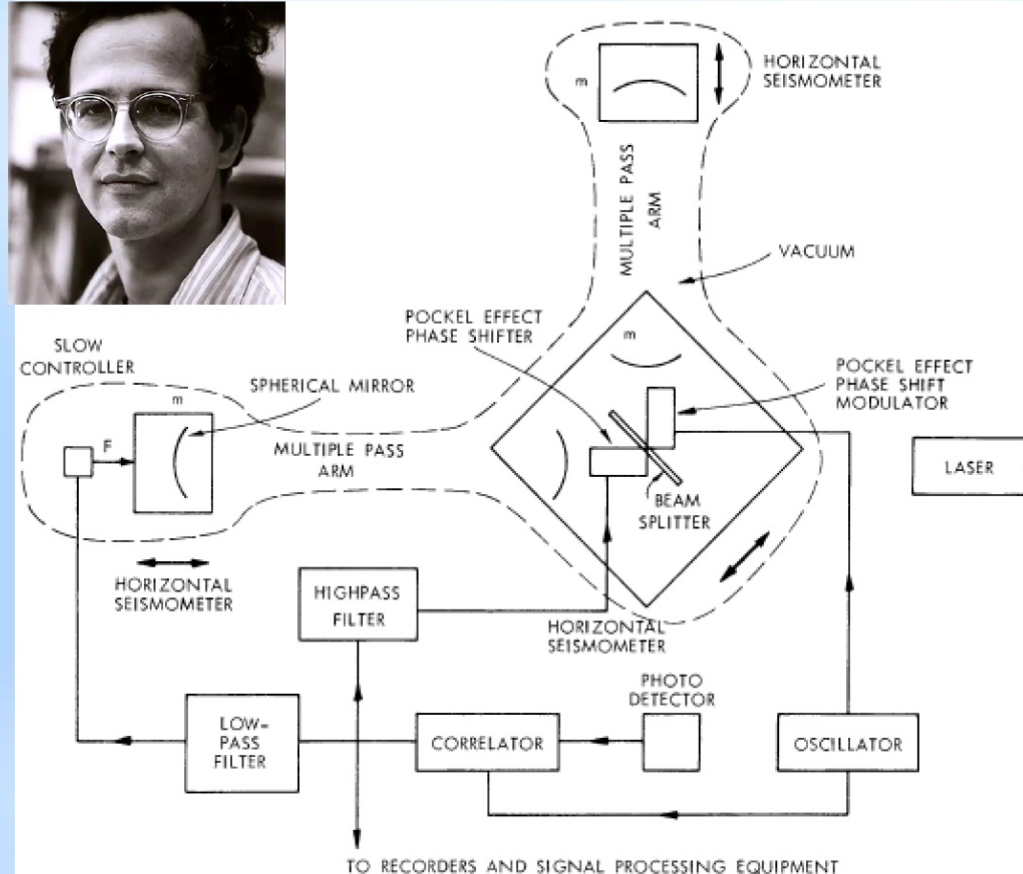 m
HORIZONTAL
SEISMOMETER
MULTIPLE PASS
ARM
VACUUM
POCKEL EFFECT
PHASE SHIFTER
m
SLOW
CONTROLLER
POCKEL EFFECT
PHASE SHIFT
MODULATOR
SPHERICAL MIRROR
m
F
MULTIPLE PASS
ARM
LASER
BEAM
SPLITTER
HORIZONTAL
SEISMOMETER
HIGHPASS
FILTER
HORIZONTAL
SEISMOMETER
PHOTO
DETECTOR
LOW-
PASS
FILTER
CORRELATOR
OSCILLATOR
TO RECORDERS AND SIGNAL PROCESSING EQUIPMENT